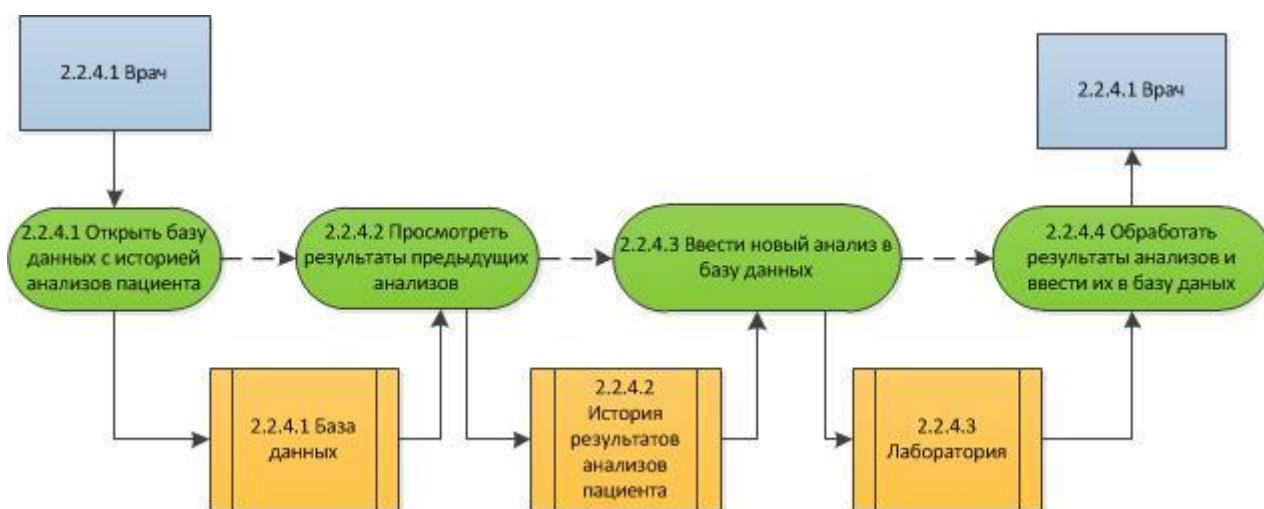 2.2.4.1 Врач
2.2.4.1 Врач
2.2.4.1 Открыть базу
данных с историей
анализов пациента
2.2.4.2 Просмотреть
результаты предыдущих
анализов
2.2.4.3 Ввести новый анализ в
базу данных
2.2.4.4 Обработать
результаты анализов и
ввести их в базу даных
2.2.4.1 База
данных
2.2.4.2
История
результатов
анализов
пациента
2.2.4.3
Лаборатория